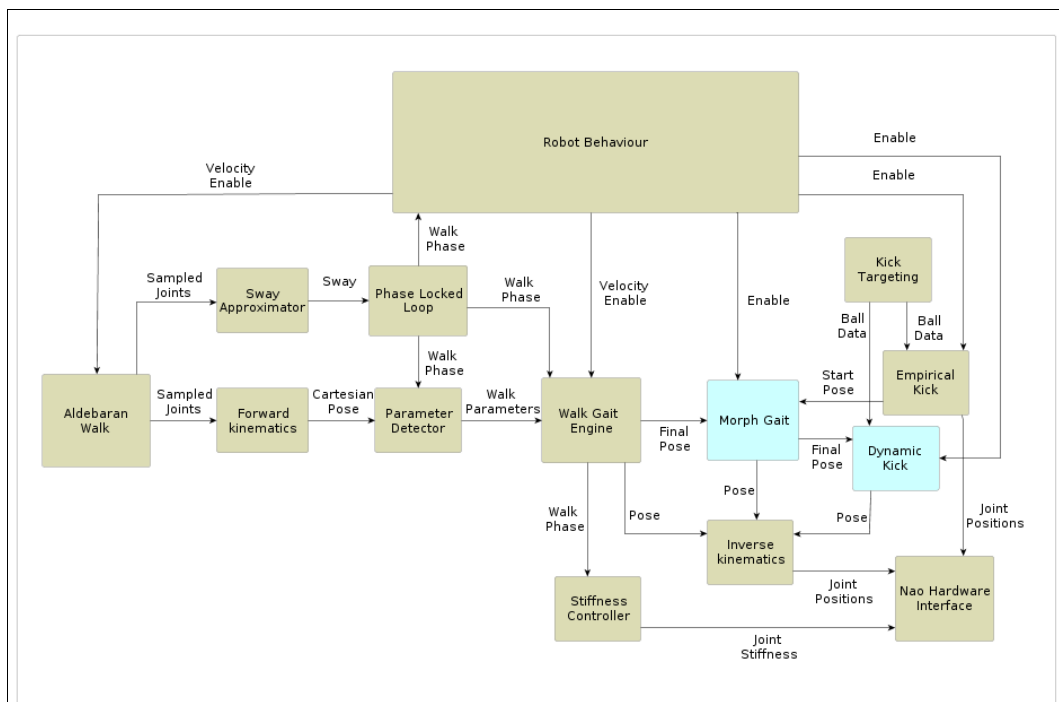 Robot Behaviour
Enable
Velocity
Enable
Enable
Walk
Phase
Kick
Targeting
Sampled
Joints
Sway
Approximator
Sway
Phase Locked
Loop
Walk
Phase
Velocity
Enable
Enable
Ball
Data
Ball
Data
Walk
Phase
Aldebaran
Walk
Sampled
Joints
Forward
kinematics
Cartesian
Pose
Parameter
Detector
Walk
Parameters
Walk Gait
Engine
Final
Pose
Morph Gait
Start
Pose
Empirical
Kick
Final
Pose
Dynamic
Kick
Walk
Phase
Pose
Pose
Pose
Joint
Positions
Inverse
kinematics
Stiffness
Controller
Joint
Positions
Nao Hardware
Interface
Joint
Stiffness